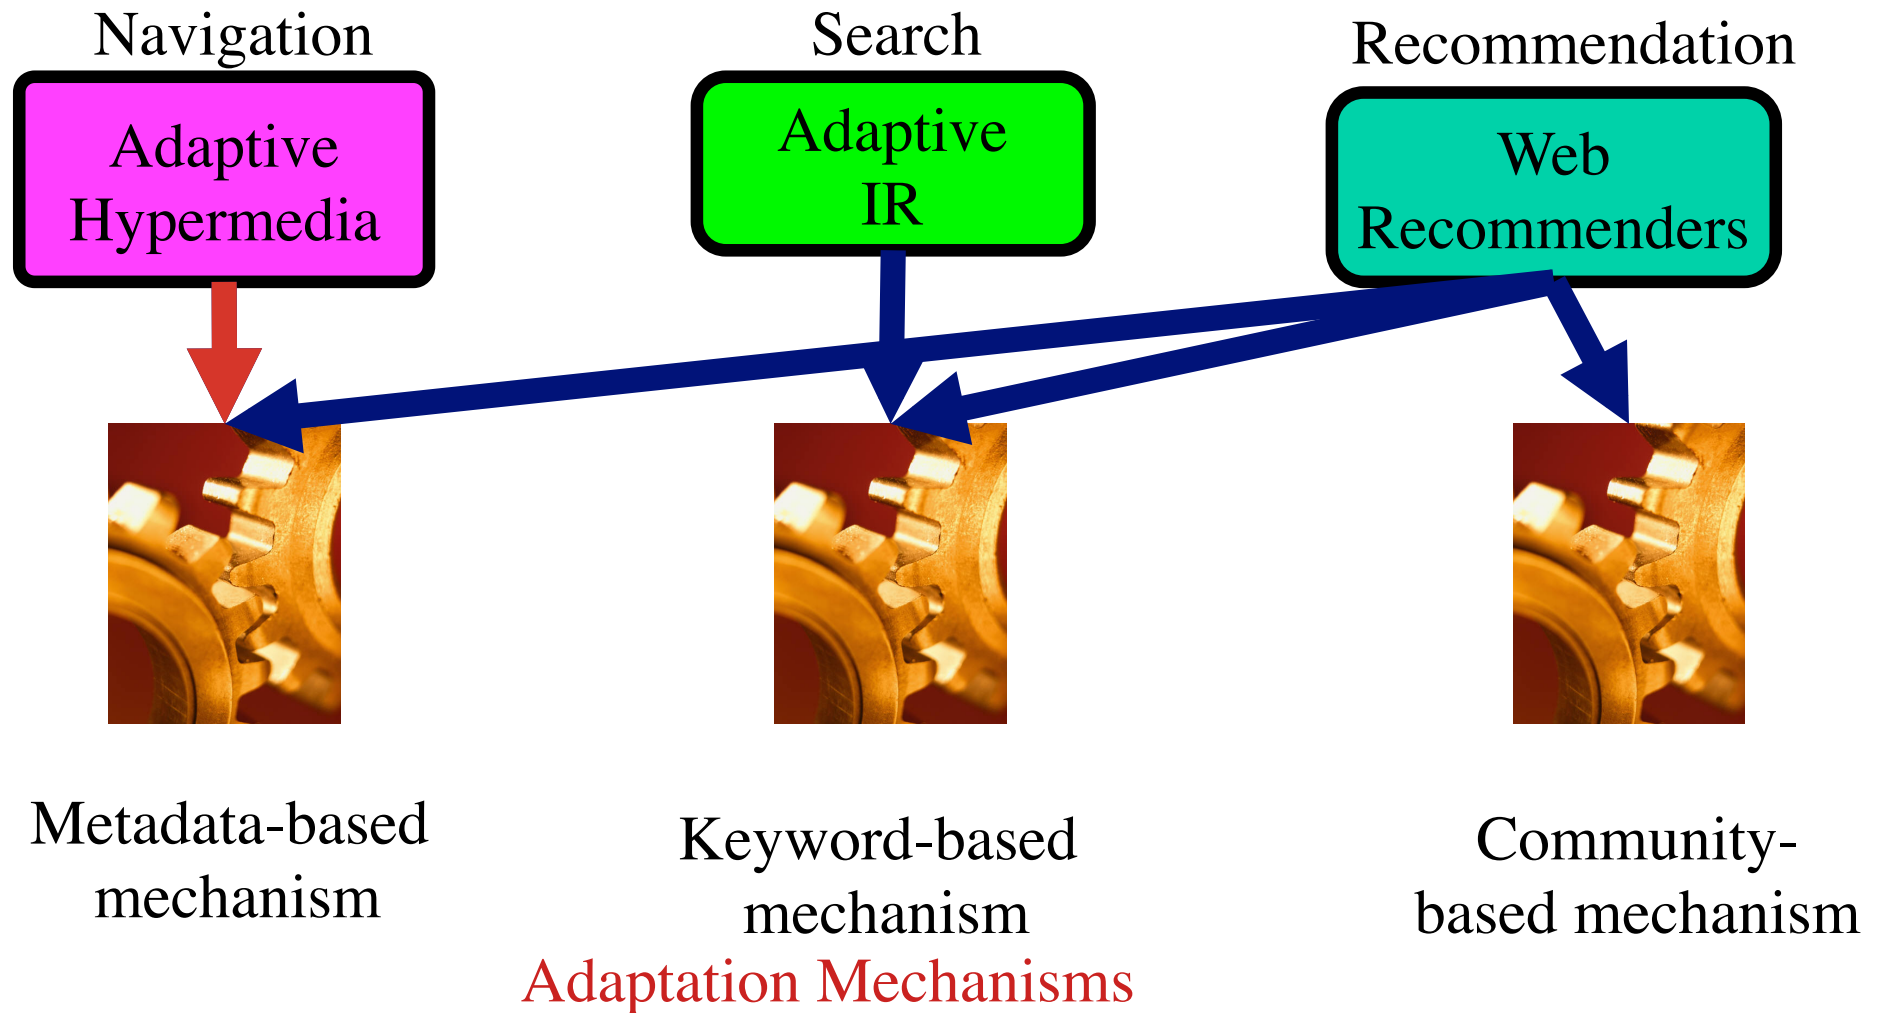 Navigation
Search
Recommendation
Adaptive
Hypermedia
Adaptive
IR
Web
Recommenders
Metadata-based
mechanism
Keyword-based
mechanism
Community-
based mechanism
Adaptation Mechanisms